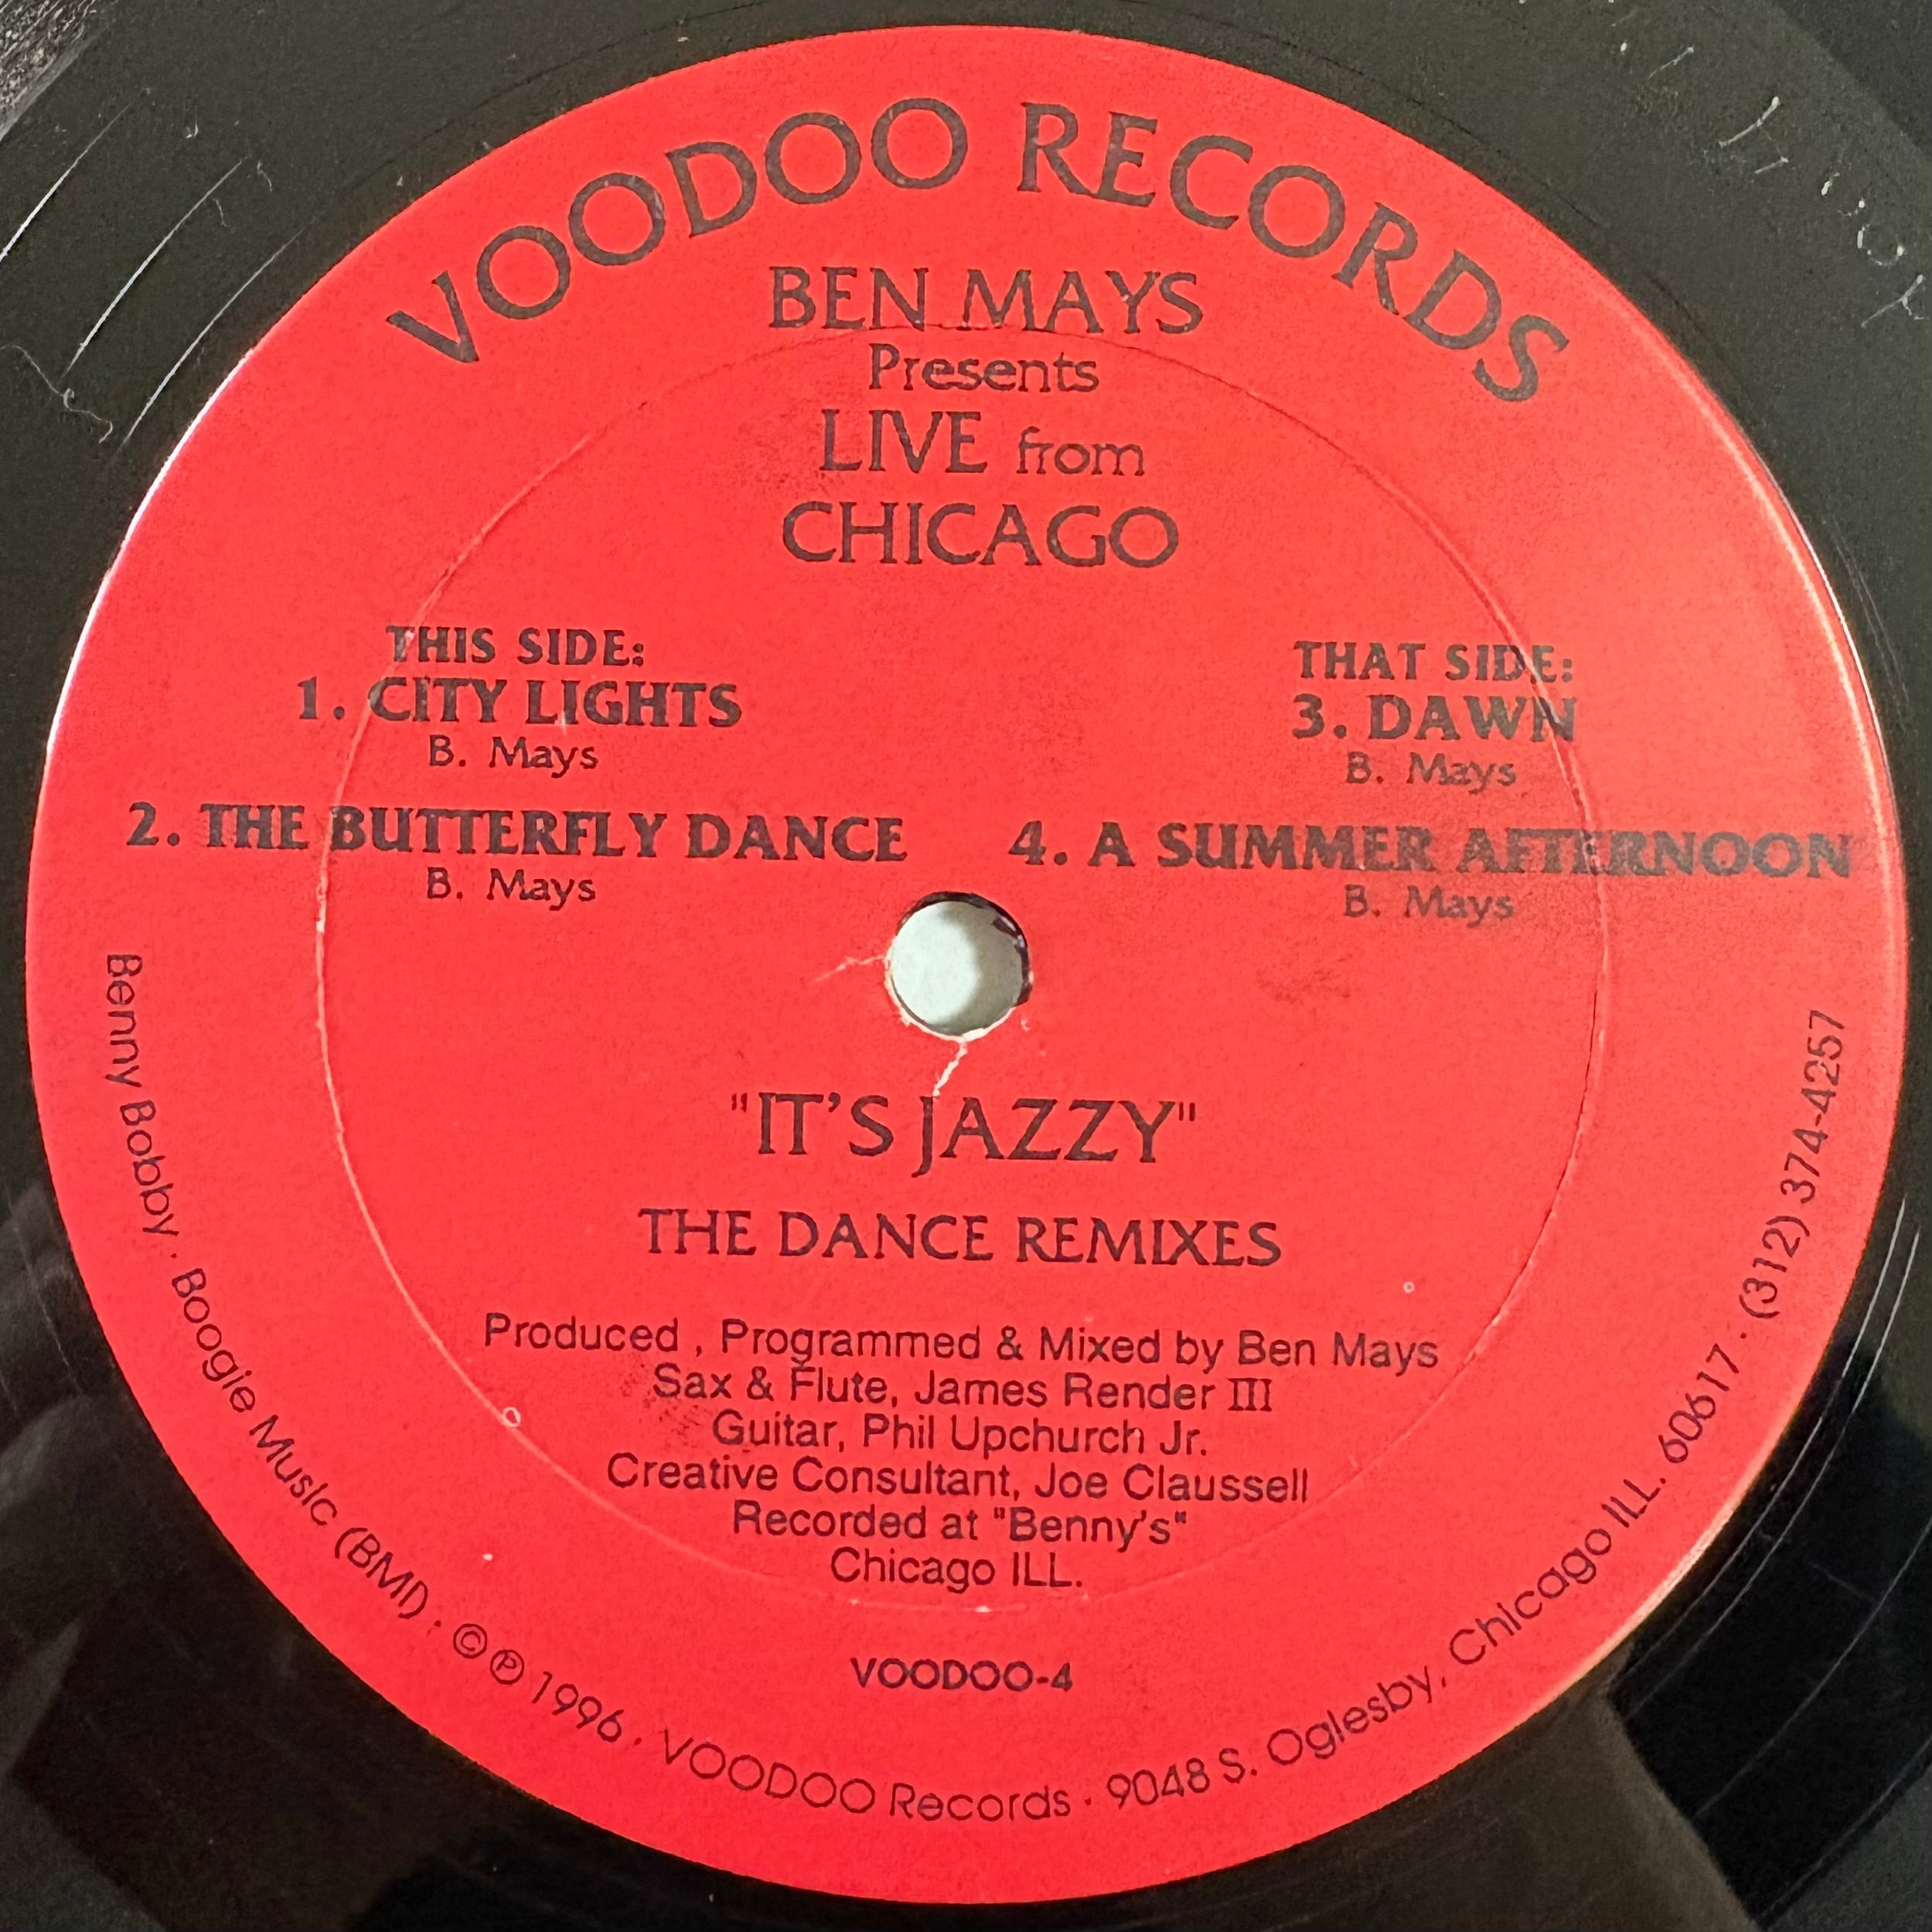 VOODOO RECORDS
BEN MAYS
Presents
LIVE from
CHICAGO
THIS SIDE:
1. CITY LIGHTS
B. Mays
2. THE BUTTERFLY DANCE
B. Mays
THAT SIDE:
3. DAWN
B. Mays
4. A SUMMER AFTERNOON
B. Mays
"IT'S JAZZY"
THE DANCE REMIXES
Produced , Programmed & Mixed by Ben Mays
Sax & Flute, James Render III
Guitar, Phil Upchurch Jr.
Creative Consultant, Joe Claussell
Recorded at "Benny's"
Chicago ILL.
VOODOO-4
Benny Bobby · Boogie Music (BMI) · © ℗ 1996 · VOODOO Records · 9048 S. Oglesby, Chicago ILL. 60617 · (312) 374-4257